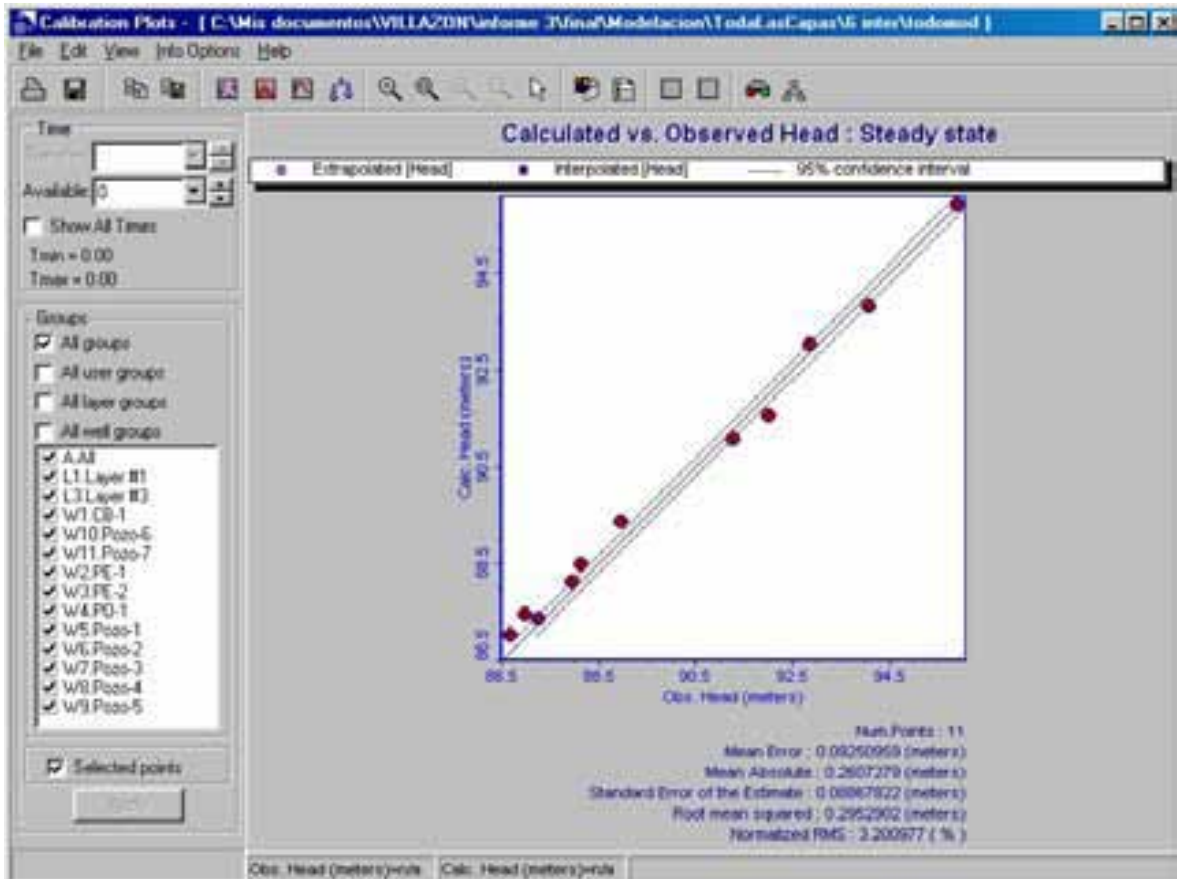 Calibration Plots - [ C:\Mis documentos\VILLAZON\informe 3\final\Modelacion\TodaLasCapas\6 inter\todomod ]
File Edit View Info Options Help
Time
Available: 0
Show All Times
Tmin = 0.00
Tmax = 0.00
Groups
All groups
All user groups
All layer groups
All well groups
A.All
L1.Layer #1
L3.Layer #3
W1.CB-1
W10.Pozo-6
W11.Pozo-7
W2.PE-1
W3.PE-2
W4.PO-1
W5.Pozo-1
W6.Pozo-2
W7.Pozo-3
W8.Pozo-4
W9.Pozo-5
Selected points
Calculated vs. Observed Head : Steady state
Extrapolated [Head] Interpolated [Head] 95% confidence interval
94.5
92.5
90.5
88.5
86.5
Calc. Head (meters)
86.5 88.5 90.5 92.5 94.5
Obs. Head (meters)
Num.Points : 11
Mean Error : 0.09250959 (meters)
Mean Absolute : 0.2607279 (meters)
Standard Error of the Estimate : 0.08867822 (meters)
Root mean squared : 0.2952902 (meters)
Normalized RMS : 3.200977 ( % )
Obs. Head (meters)=n/a Calc. Head (meters)=n/a